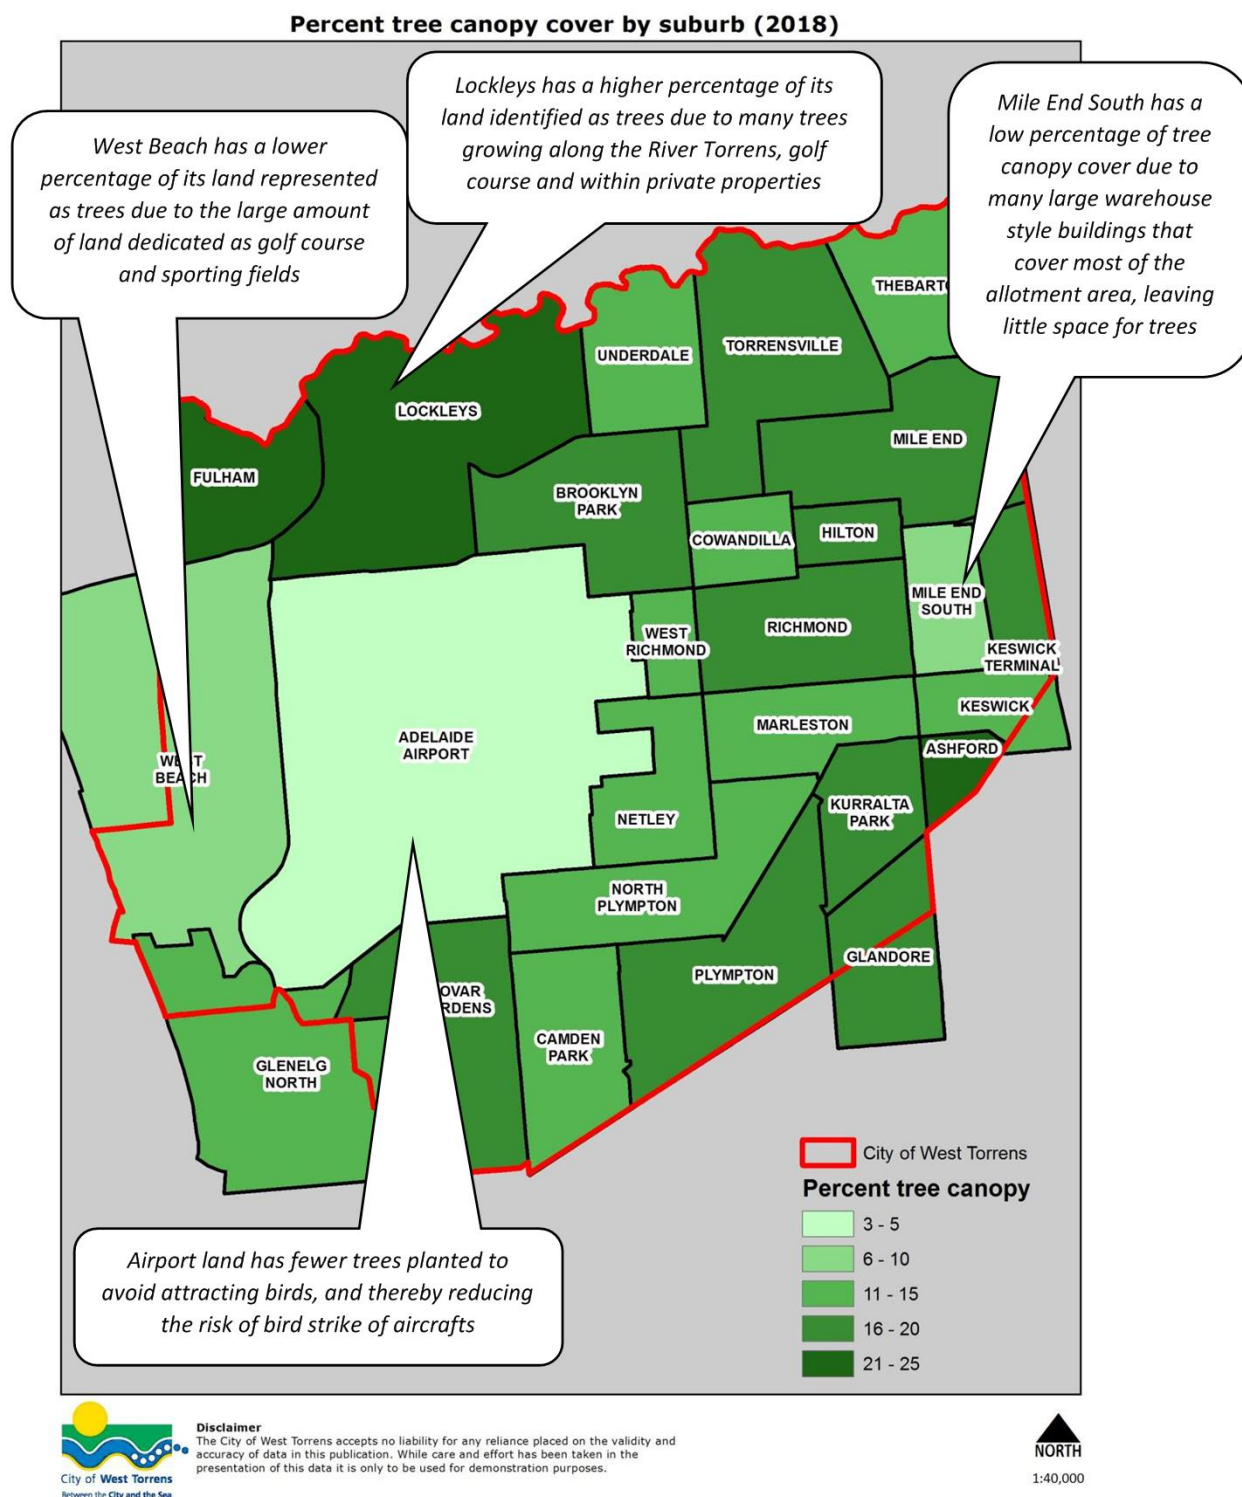 Percent tree canopy cover by suburb (2018)
West Beach has a lower
percentage of its land represented
as trees due to the large amount
of land dedicated as golf course
and sporting fields
Lockleys has a higher percentage of its
land identified as trees due to many trees
growing along the River Torrens, golf
course and within private properties
Mile End South has a
low percentage of tree
canopy cover due to
many large warehouse
style buildings that
cover most of the
allotment area, leaving
little space for trees
THEBARTO
UNDERDALE
TORRENSVILLE
LOCKLEYS
MILE END
FULHAM
BROOKLYN
PARK
COWANDILLA
HILTON
MILE END
SOUTH
WEST
RICHMOND
RICHMOND
KESWICK
TERMINAL
KESWICK
MARLESTON
ADELAIDE
AIRPORT
ASHFORD
WE T
BEACH
KURRALTA
PARK
NETLEY
NORTH
PLYMPTON
GLANDORE
PLYMPTON
OVAR
RDENS
CAMDEN
PARK
GLENELG
NORTH
City of West Torrens
Percent tree canopy
3 - 5
6 - 10
11 - 15
16 - 20
21 - 25
Airport land has fewer trees planted to
avoid attracting birds, and thereby reducing
the risk of bird strike of aircrafts
City of West Torrens
Between the City and the Sea
Disclaimer
The City of West Torrens accepts no liability for any reliance placed on the validity and
accuracy of data in this publication. While care and effort has been taken in the
presentation of this data it is only to be used for demonstration purposes.
NORTH
1:40,000